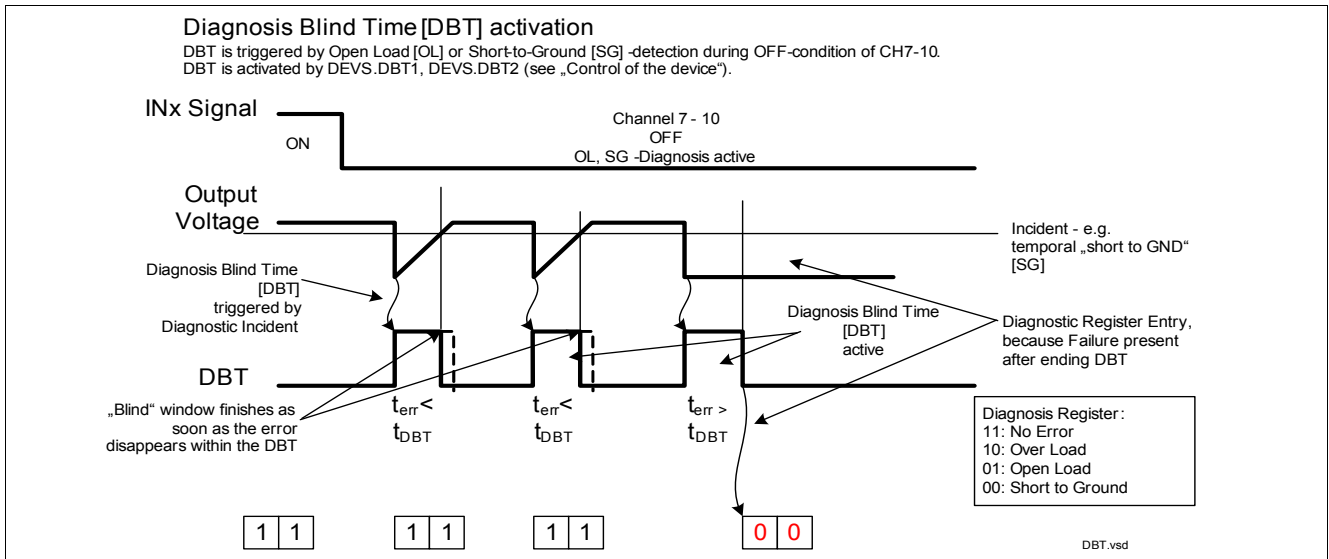 Diagnosis Blind Time [DBT] activation
DBT is triggered by Open Load [OL] or Short-to-Ground [SG] -detection during OFF-condition of CH7-10.
DBT is activated by DEVS.DBT1, DEVS.DBT2 (see „Control of the device“).
INx Signal
ON
Channel 7 - 10
OFF
OL, SG -Diagnosis active
Output
Voltage
Incident - e.g.
temporal „short to GND“
[SG]
Diagnosis Blind Time
[DBT]
triggered by
Diagnostic Incident
Diagnosis Blind Time
[DBT]
active
Diagnostic Register Entry,
because Failure present
after ending DBT
DBT
„Blind“ window finishes as
soon as the error
disappears within the DBT
terr<
tDBT
terr<
tDBT
terr >
tDBT
Diagnosis Register:
11: No Error
10: Over Load
01: Open Load
00: Short to Ground
1 1
1 1
1 1
0 0
DBT.vsd